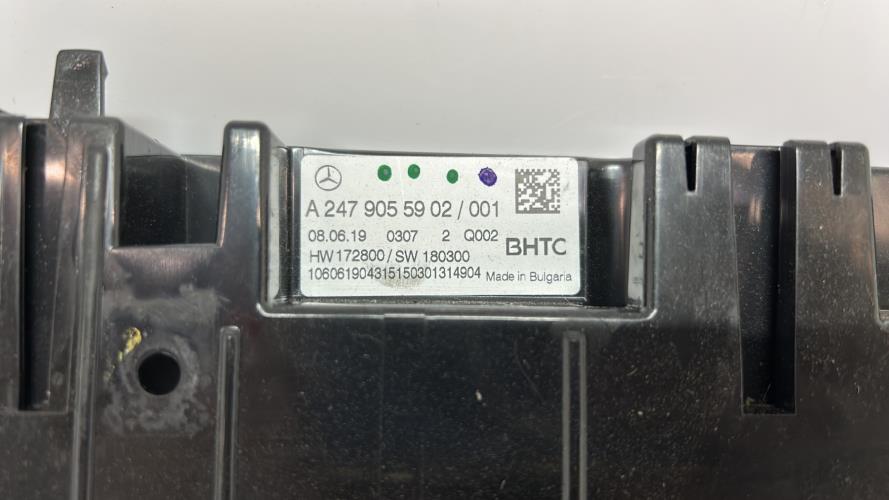 A 247 905 59 02 / 001
08.06.19 0307 2 Q002
HW 172800 / SW 180300
106061904315150301314904
BHTC
Made in Bulgaria